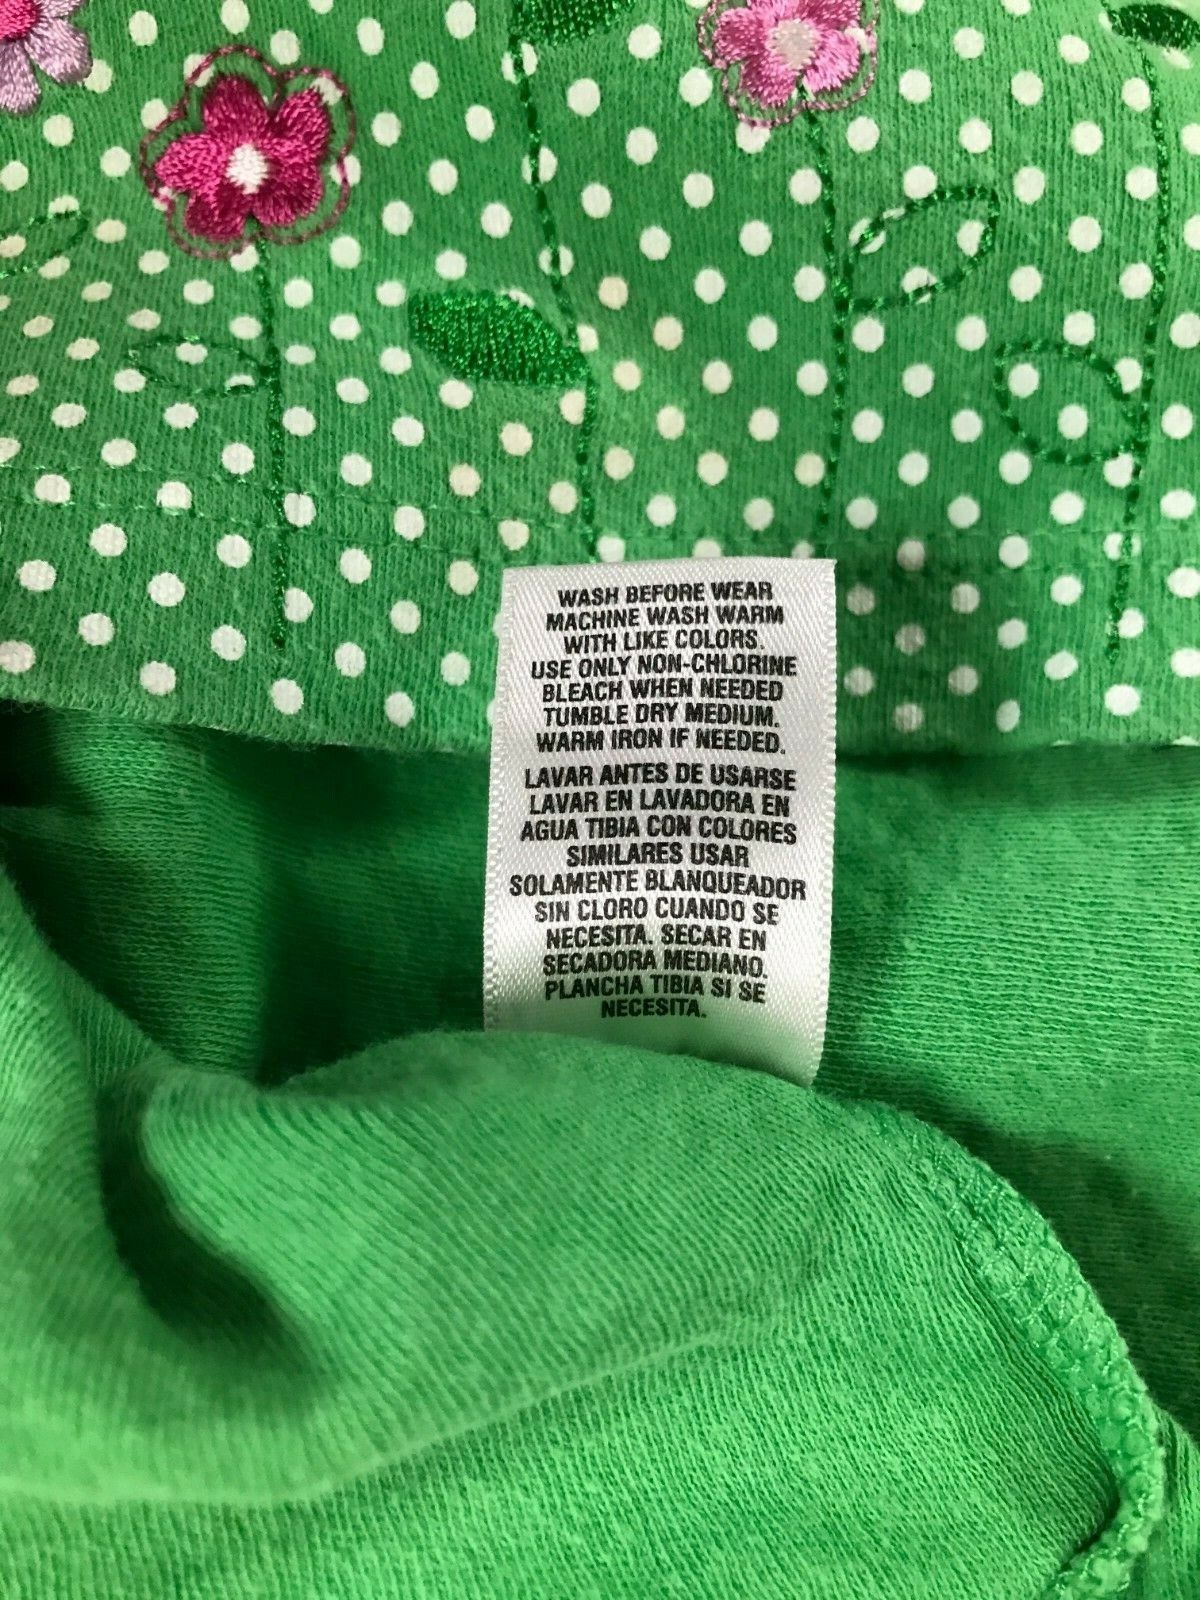 WASH BEFORE WEAR
MACHINE WASH WARM
WITH LIKE COLORS.
USE ONLY NON-CHLORINE
BLEACH WHEN NEEDED
TUMBLE DRY MEDIUM.
WARM IRON IF NEEDED.
LAVAR ANTES DE USARSE
LAVAR EN LAVADORA EN
AGUA TIBIA CON COLORES
SIMILARES USAR
SOLAMENTE BLANQUEADOR
SIN CLORO CUANDO SE
NECESITA. SECAR EN
SECADORA MEDIANO.
PLANCHA TIBIA SI SE
NECESITA.